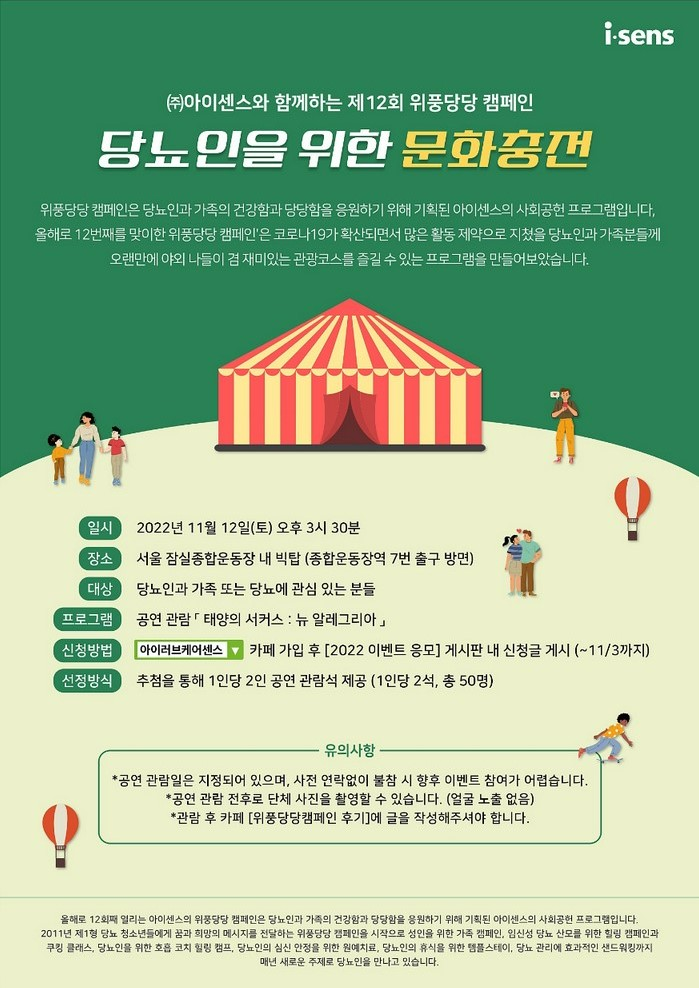 i·sens
㈜아이센스와 함께하는 제12회 위풍당당 캠페인
당뇨인을 위한 문화충전
위풍당당 캠페인은 당뇨인과 가족의 건강함과 당당함을 응원하기 위해 기획된 아이센스의 사회공헌 프로그램입니다.
올해로 12번째를 맞이한 위풍당당 캠페인'은 코로나19가 확산되면서 많은 활동 제약으로 지쳤을 당뇨인과 가족분들께
오랜만에 야외 나들이 겸 재미있는 관광코스를 즐길 수 있는 프로그램을 만들어보았습니다.
일시 2022년 11월 12일(토) 오후 3시 30분
장소 서울 잠실종합운동장 내 빅탑 (종합운동장역 7번 출구 방면)
대상 당뇨인과 가족 또는 당뇨에 관심 있는 분들
프로그램 공연 관람「 태양의 서커스 : 뉴 알레그리아 」
신청방법 아이러브케어센스 ▼ 카페 가입 후 [2022 이벤트 응모] 게시판 내 신청글 게시 (~11/3까지)
선정방식 추첨을 통해 1인당 2인 공연 관람석 제공 (1인당 2석, 총 50명)
유의사항
*공연 관람일은 지정되어 있으며, 사전 연락없이 불참 시 향후 이벤트 참여가 어렵습니다.
*공연 관람 전후로 단체 사진을 촬영할 수 있습니다. (얼굴 노출 없음)
*관람 후 카페 [위풍당당캠페인 후기]에 글을 작성해주셔야 합니다.
올해로 12회째 열리는 아이센스의 위풍당당 캠페인은 당뇨인과 가족의 건강함과 당당함을 응원하기 위해 기획된 아이센스의 사회공헌 프로그램입니다.
2011년 제1형 당뇨 청소년들에게 꿈과 희망의 메시지를 전달하는 위풍당당 캠페인을 시작으로 성인을 위한 가족 캠페인, 임신성 당뇨 산모를 위한 힐링 캠페인과
쿠킹 클래스, 당뇨인을 위한 호흡 코치 힐링 캠프, 당뇨인의 심신 안정을 위한 원예치료, 당뇨인의 휴식을 위한 템플스테이, 당뇨 관리에 효과적인 샌드워킹까지
매년 새로운 주제로 당뇨인을 만나고 있습니다.